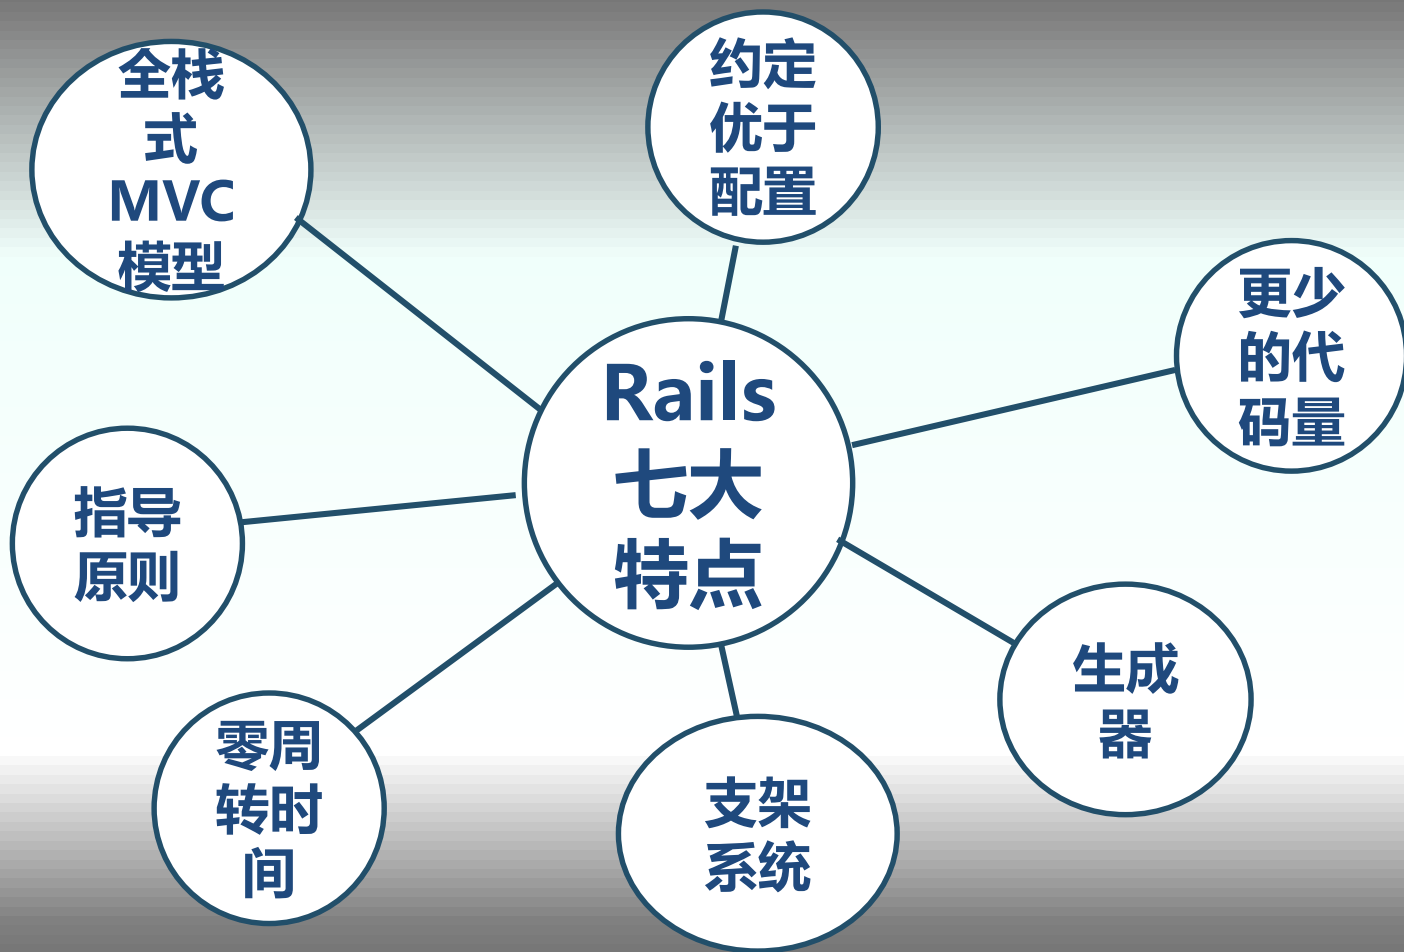 全栈
式
MVC
模型
约定
优于
配置
更少
的代
码量
Rails
七大
特点
指导
原则
生成
器
零周
转时
间
支架
系统